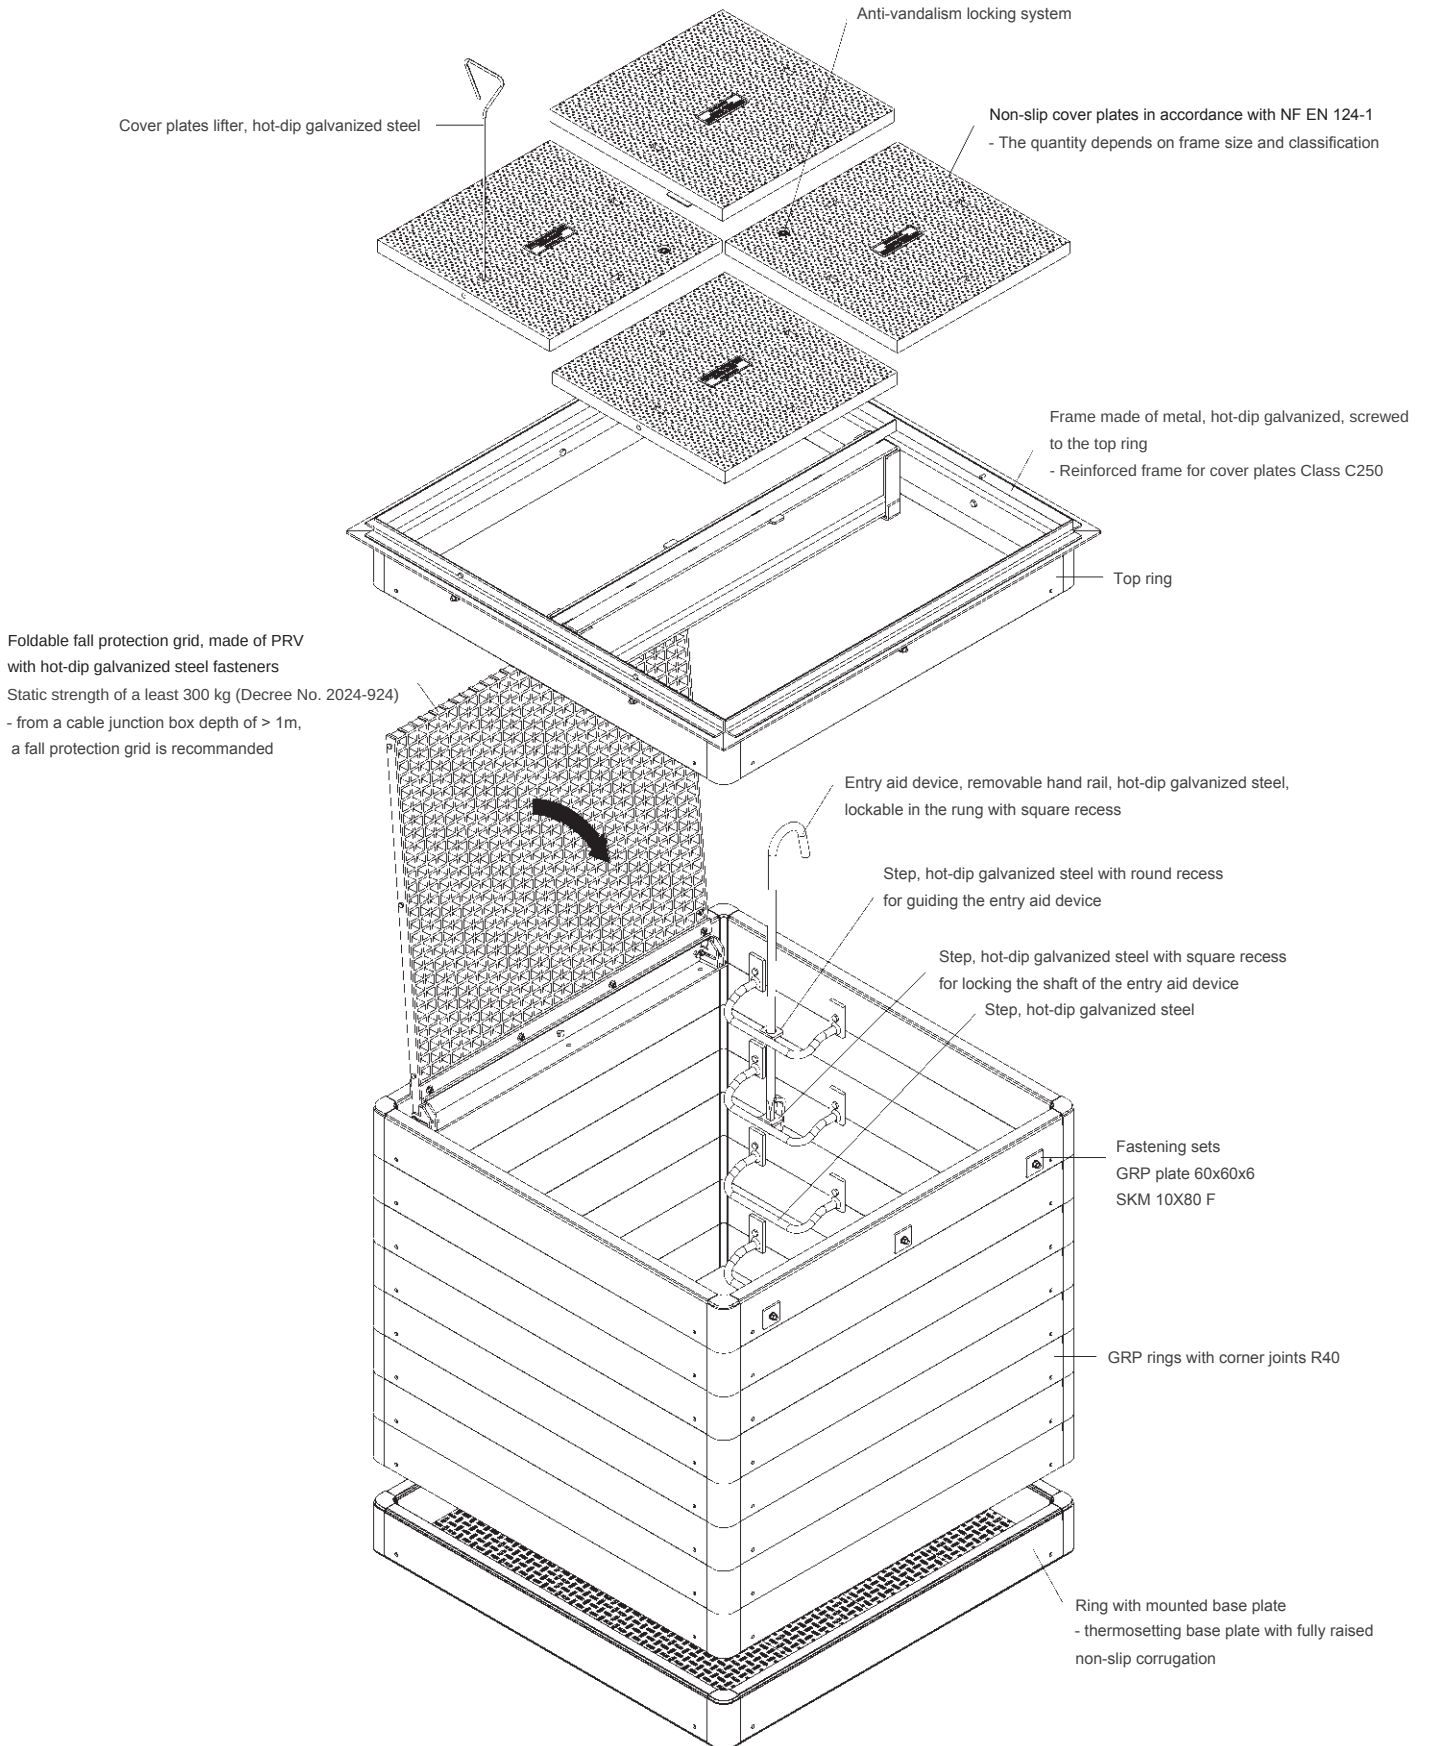 Anti-vandalism locking system
Cover plates lifter, hot-dip galvanized steel
Non-slip cover plates in accordance with NF EN 124-1
- The quantity depends on frame size and classification
Frame made of metal, hot-dip galvanized, screwed
to the top ring
- Reinforced frame for cover plates Class C250
Top ring
Foldable fall protection grid, made of PRV
with hot-dip galvanized steel fasteners
Static strength of a least 300 kg (Decree No. 2024-924)
- from a cable junction box depth of > 1m,
a fall protection grid is recommanded
Entry aid device, removable hand rail, hot-dip galvanized steel,
lockable in the rung with square recess
Step, hot-dip galvanized steel with round recess
for guiding the entry aid device
Step, hot-dip galvanized steel with square recess
for locking the shaft of the entry aid device
Step, hot-dip galvanized steel
Fastening sets
GRP plate 60x60x6
SKM 10X80 F
GRP rings with corner joints R40
Ring with mounted base plate
- thermosetting base plate with fully raised
non-slip corrugation